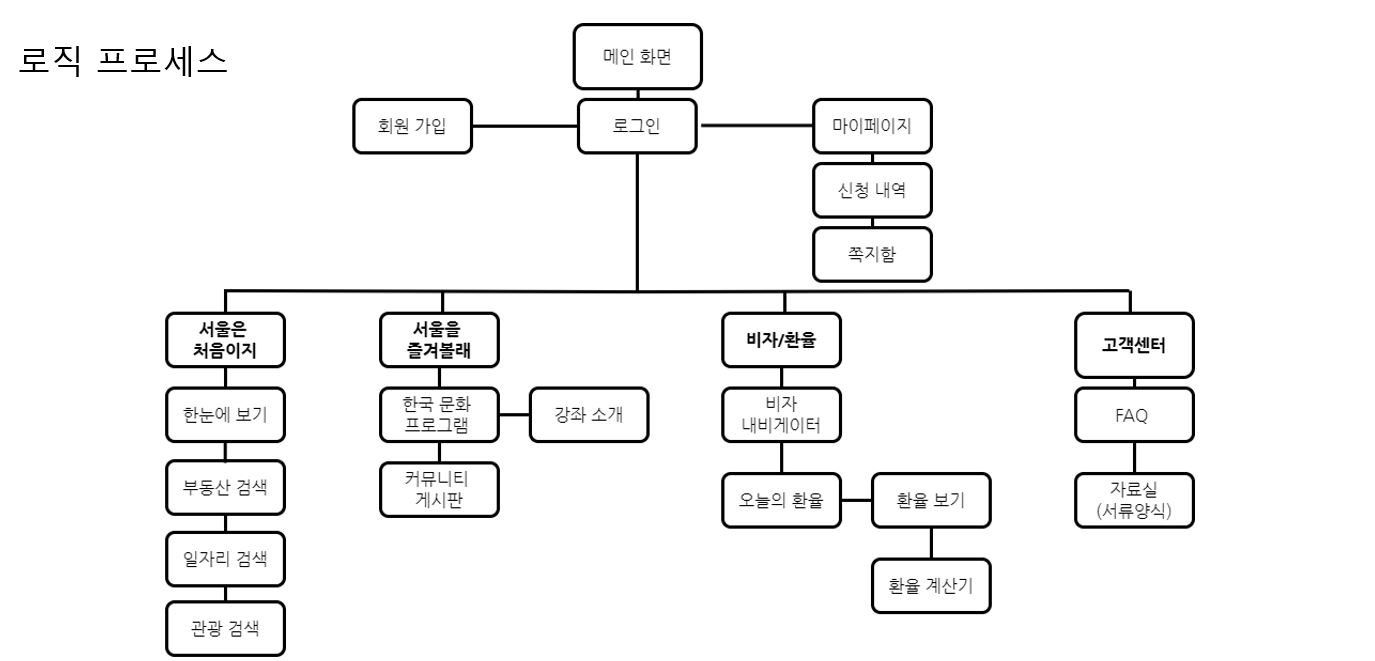 로직 프로세스
메인 화면
회원 가입
로그인
마이페이지
신청 내역
쪽지함
서울은
처음이지
한눈에 보기
부동산 검색
일자리 검색
관광 검색
서울을
즐겨볼래
한국 문화
프로그램
강좌 소개
커뮤니티
게시판
비자/환율
비자
내비게이터
오늘의 환율
환율 보기
환율 계산기
고객센터
FAQ
자료실
(서류양식)